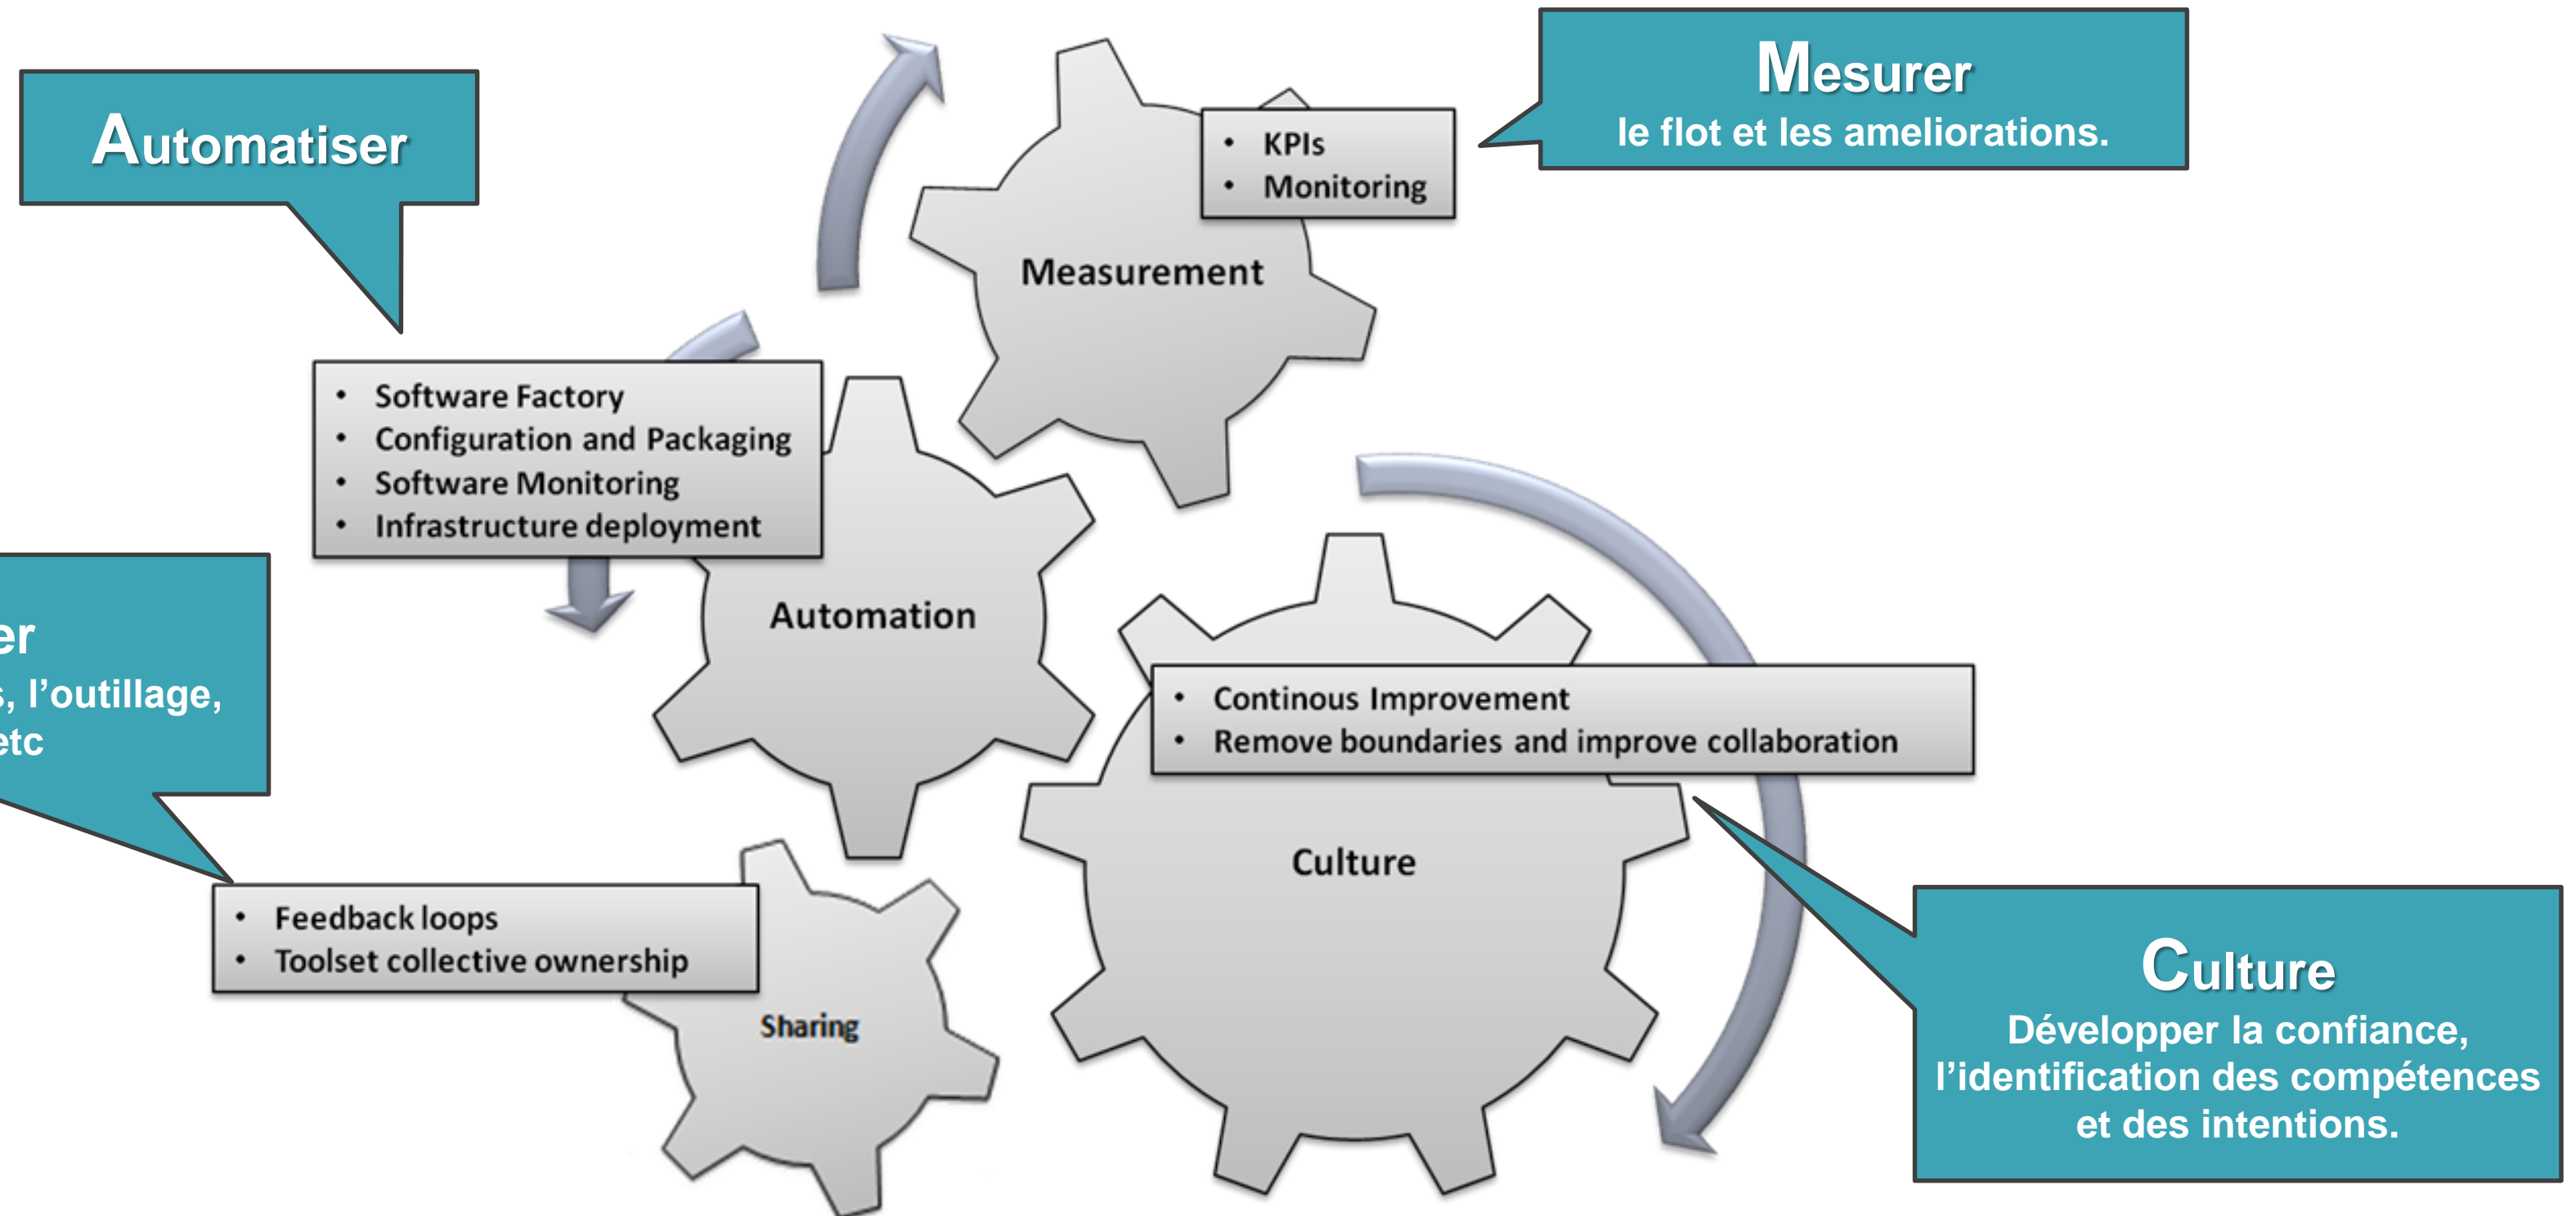 Automatiser
Mesurer
le flot et les ameliorations.
• KPIs
• Monitoring
Measurement
• Software Factory
• Configuration and Packaging
• Software Monitoring
• Infrastructure deployment
Automation
l’outillage,
etc
• Continous Improvement
• Remove boundaries and improve collaboration
Culture
• Feedback loops
• Toolset collective ownership
Sharing
Culture
Développer la confiance,
l’identification des compétences
et des intentions.